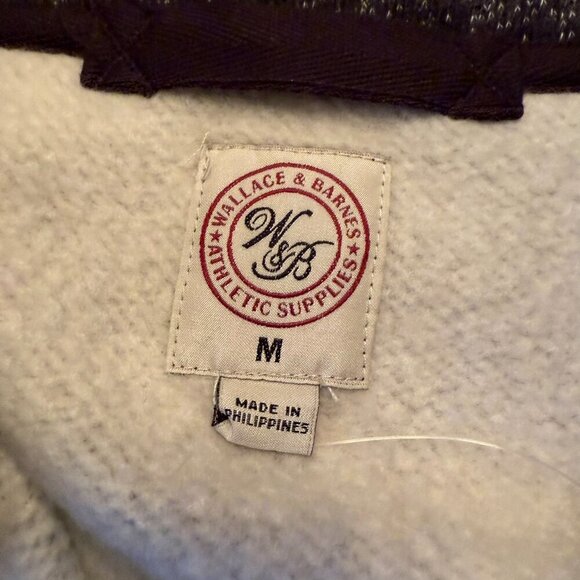 WALLACE & BARNES
★ ATHLETIC SUPPLIES ★
W&B
M
MADE IN
PHILIPPINES